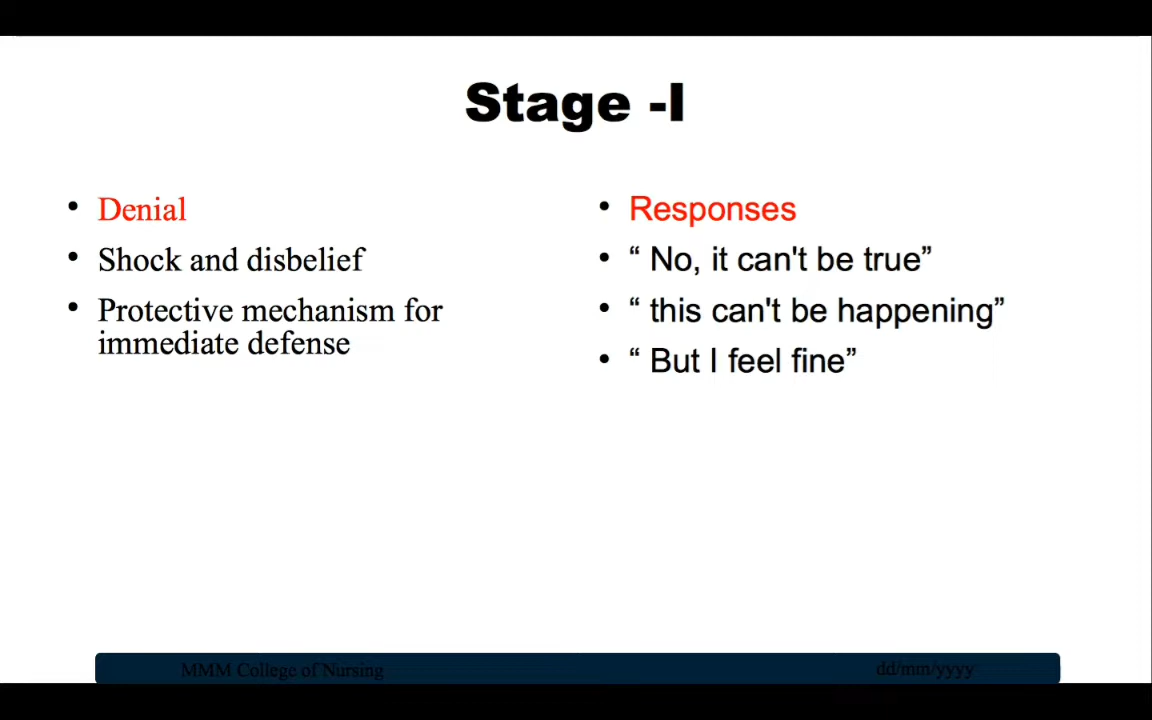 Stage -I
• Denial
• Shock and disbelief
• Protective mechanism for
immediate defense
• Responses
• “ No, it can't be true”
• “ this can't be happening”
• “ But I feel fine”
MMM College of Nursing
dd/mm/yyyy